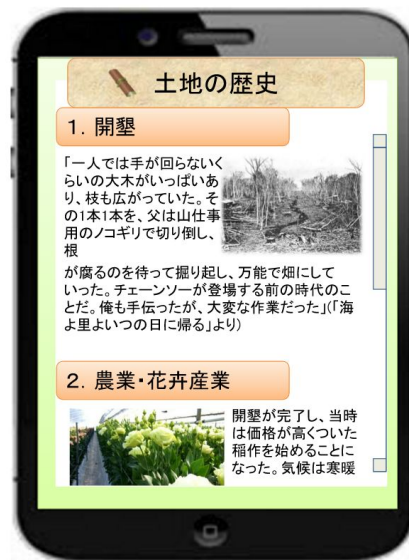 土地の歴史
１．開墾
「一人では手が回らないく
らいの大木がいっぱいあ
り、枝も広がっていた。そ
の1本1本を、父は山仕事
用のノコギリで切り倒し、
根
が腐るのを待って掘り起し、万能で畑にして
いった。チェーンソーが登場する前の時代のこ
とだ。俺も手伝ったが、大変な作業だった」(「海
よ里よいつの日に帰る」より)
２．農業・花卉産業
開墾が完了し、当時
は価格が高くついた
稲作を始めることに
なった。気候は寒暖